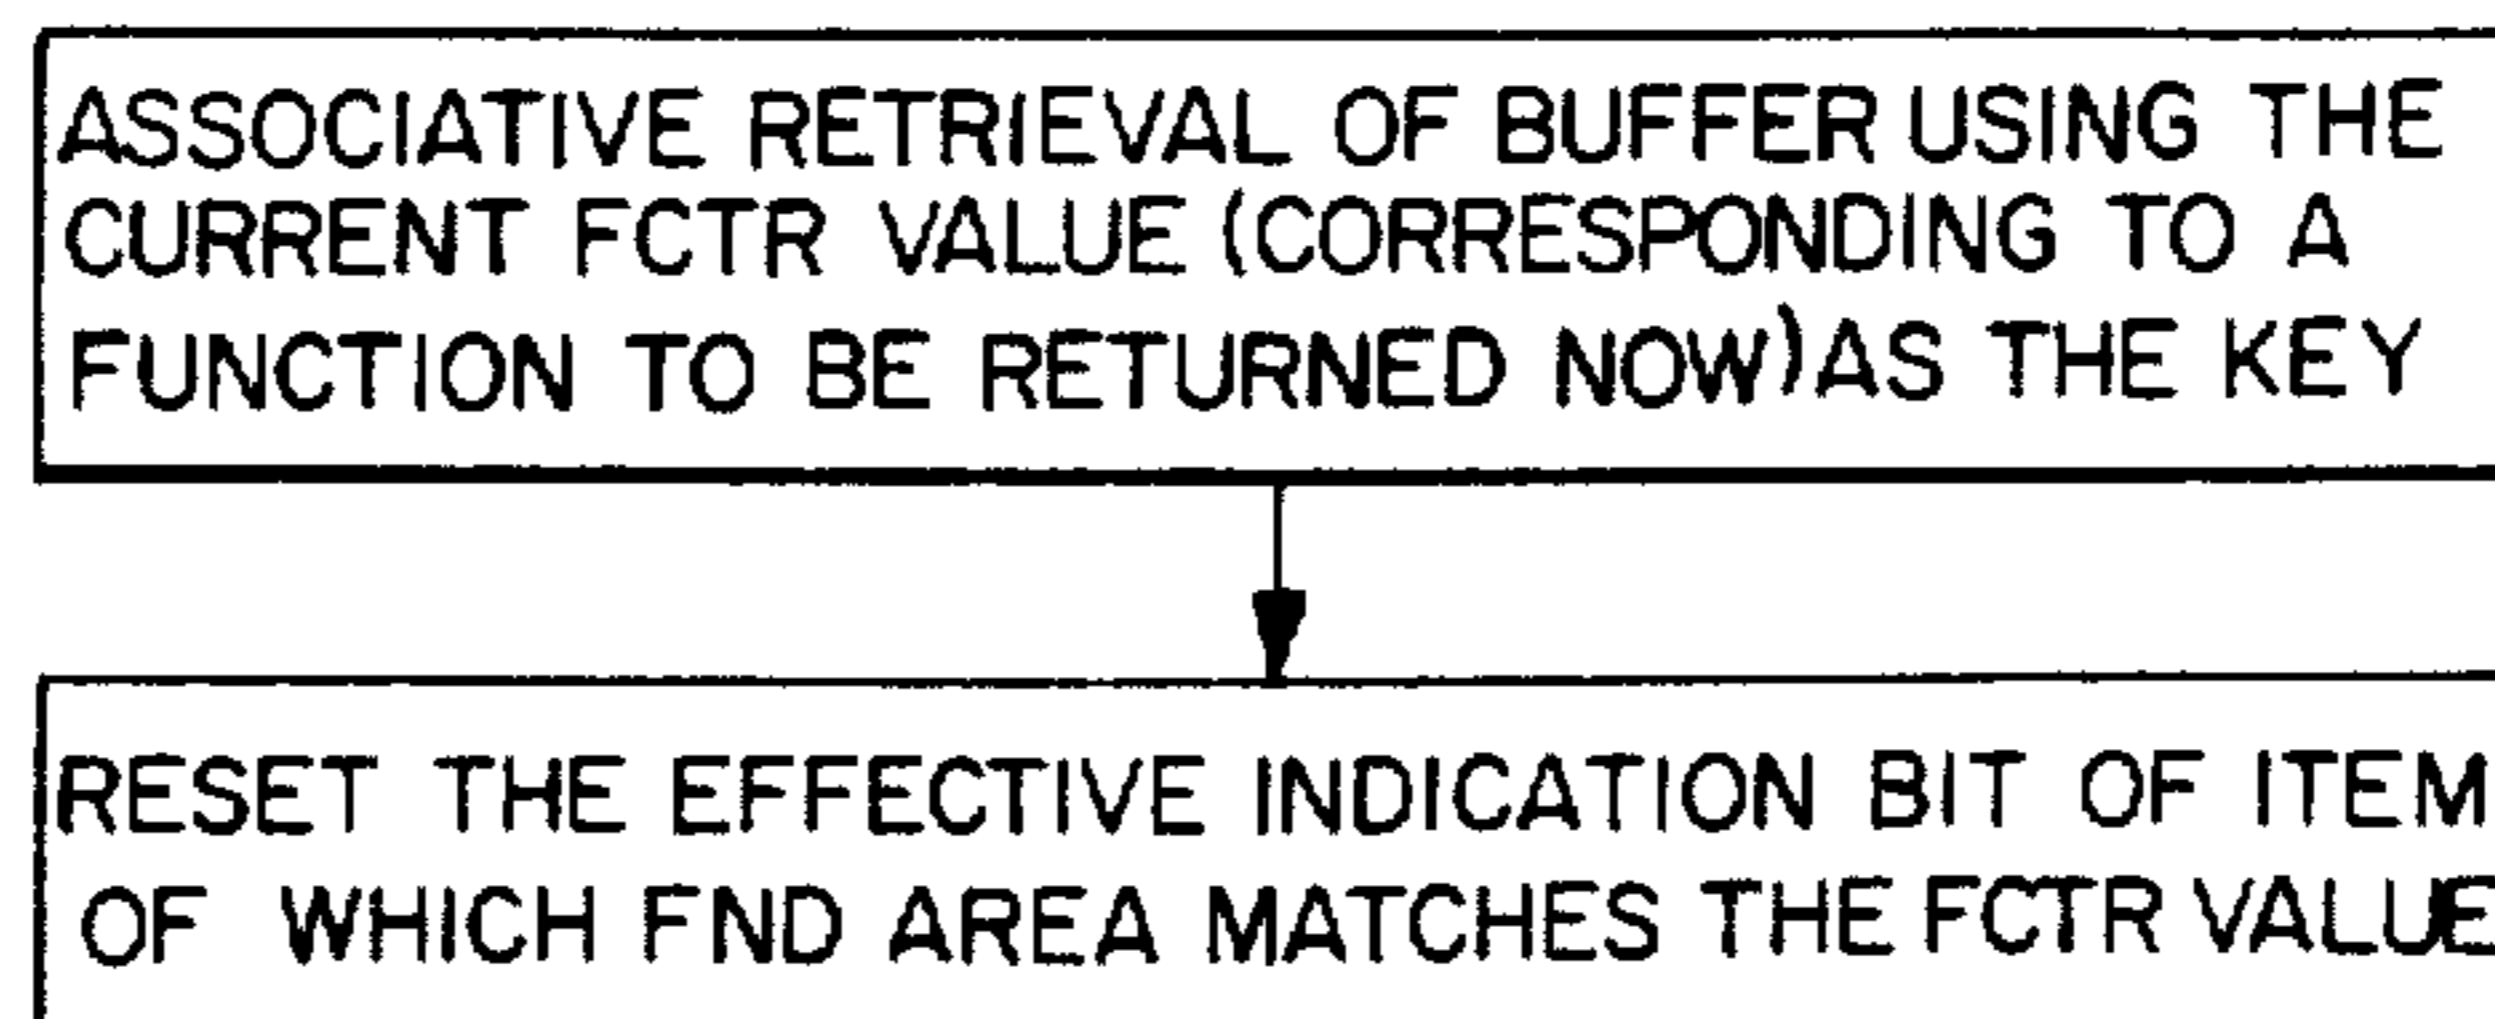 ASSOCIATIVE RETRIEVAL OF BUFFER USING THE
CURRENT FCTR VALUE (CORRESPONDING TO A
FUNCTION TO BE RETURNED NOW) AS THE KEY
RESET THE EFFECTIVE INDICATION BIT OF ITEM
OF WHICH FND AREA MATCHES THE FCTR VALUE